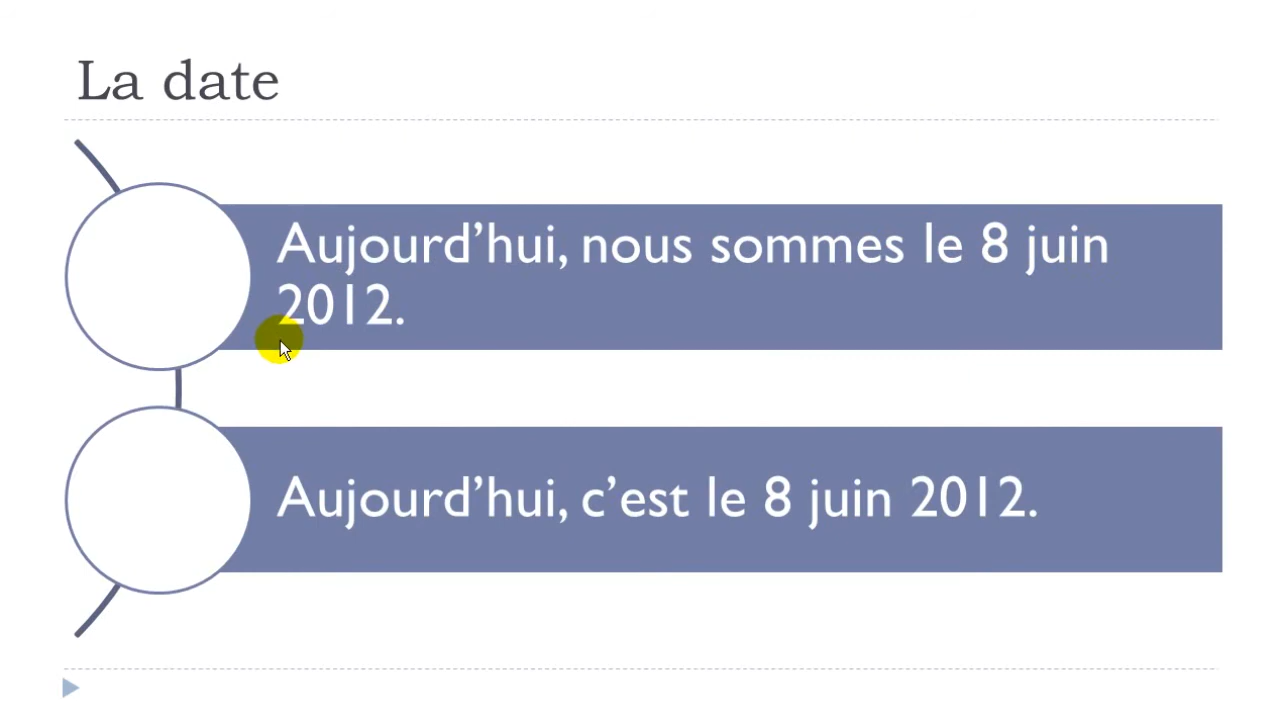 La date
Aujourd’hui, nous sommes le 8 juin
2012.
Aujourd’hui, c’est le 8 juin 2012.